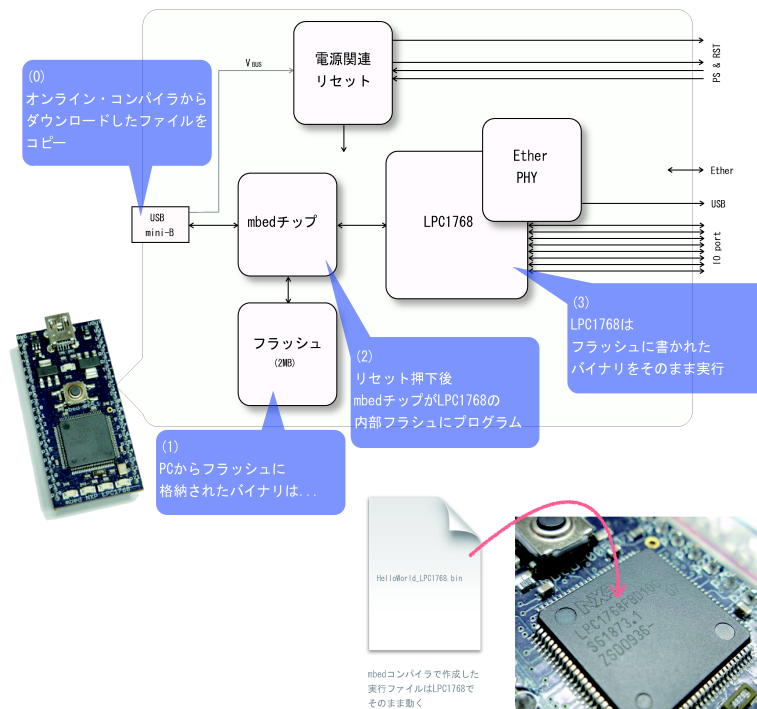 電源関連
リセット
VBUS
PS & RST
(0)
オンライン・コンパイラから
ダウンロードしたファイルを
コピー
Ether
PHY
Ether
USB
mini-B
mbedチップ
LPC1768
USB
IO port
(3)
LPC1768は
フラッシュに書かれた
バイナリをそのまま実行
フラッシュ
(2MB)
(2)
リセット押下後
mbedチップがLPC1768の
内部フラシュにプログラム
(1)
PCからフラッシュに
格納されたバイナリは...
mbed NXP LPC1768
HelloWorld_LPC1768.bin
NXP
LPC1768FBD100
S61873.1
ZSD0936-
mbedコンパイラで作成した
実行ファイルはLPC1768で
そのまま動く